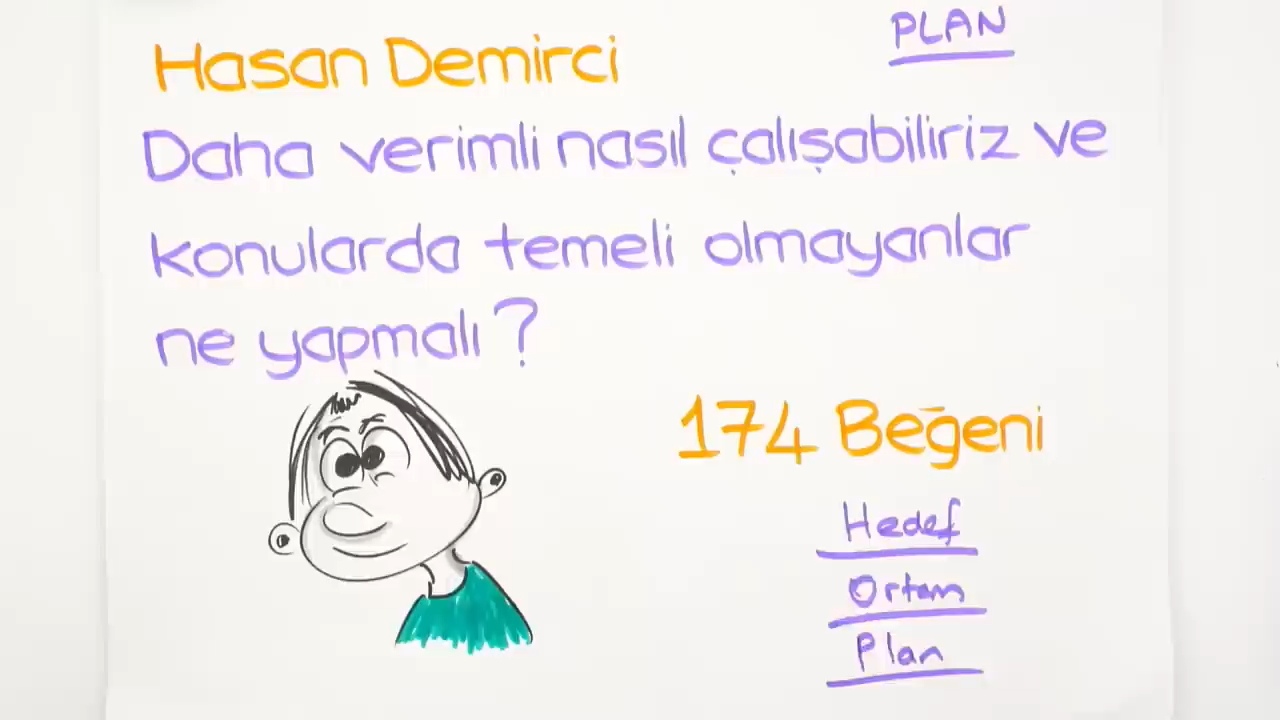 PLAN
Hasan Demirci
Daha verimli nasıl çalışabiliriz ve
konularda temeli olmayanlar
ne yapmalı?
174 Beğeni
Hedef
Ortam
Plan